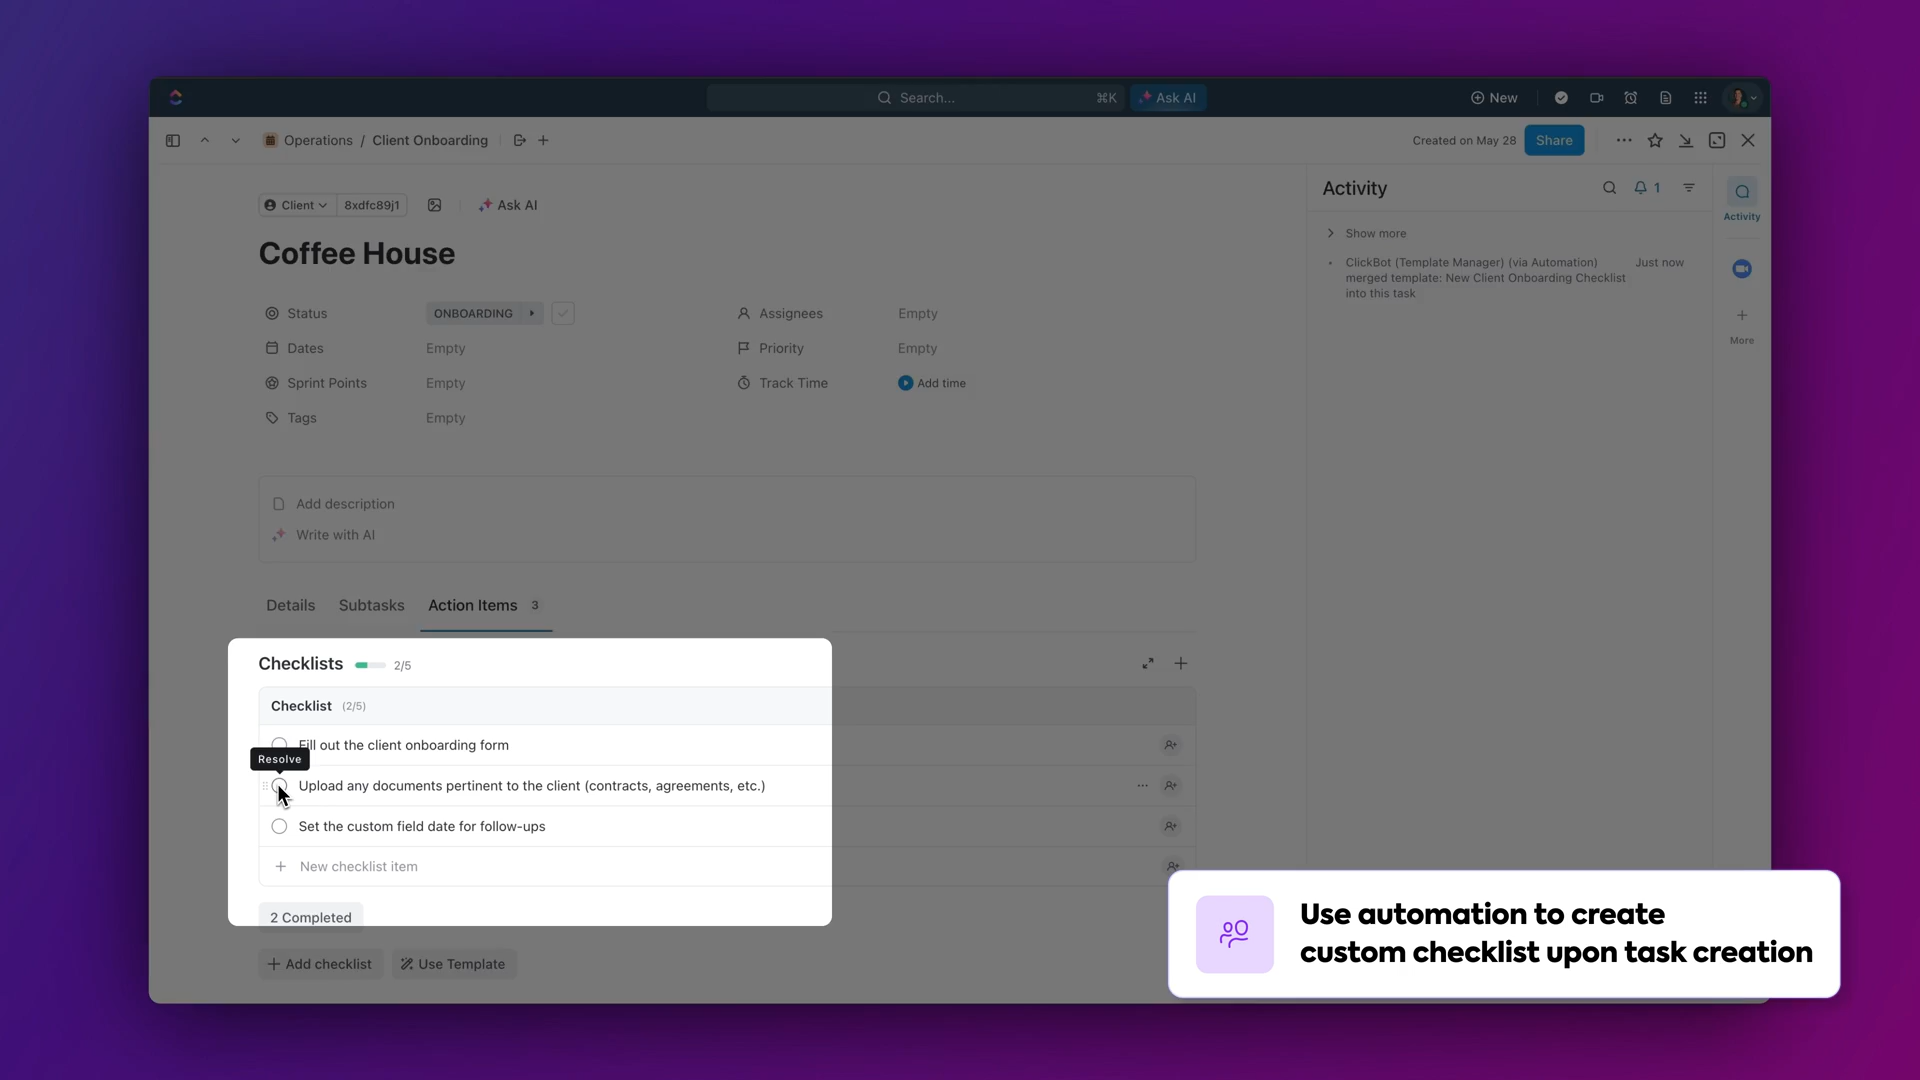 Search...
⌘K
Ask AI
New
Operations / Client Onboarding
Created on May 28
Share
Client
8xdfc89j1
Ask AI
Coffee House
Status
ONBOARDING
Assignees
Empty
Dates
Empty
Priority
Empty
Sprint Points
Empty
Track Time
Add time
Tags
Empty
Add description
Write with AI
Details
Subtasks
Action Items 3
Checklists 2/5
Checklist (2/5)
Fill out the client onboarding form
Resolve
Upload any documents pertinent to the client (contracts, agreements, etc.)
Set the custom field date for follow-ups
New checklist item
2 Completed
Add checklist
Use Template
Activity
1
Show more
ClickBot (Template Manager) (via Automation)
merged template: New Client Onboarding Checklist
into this task
Just now
Activity
More
Use automation to create
custom checklist upon task creation